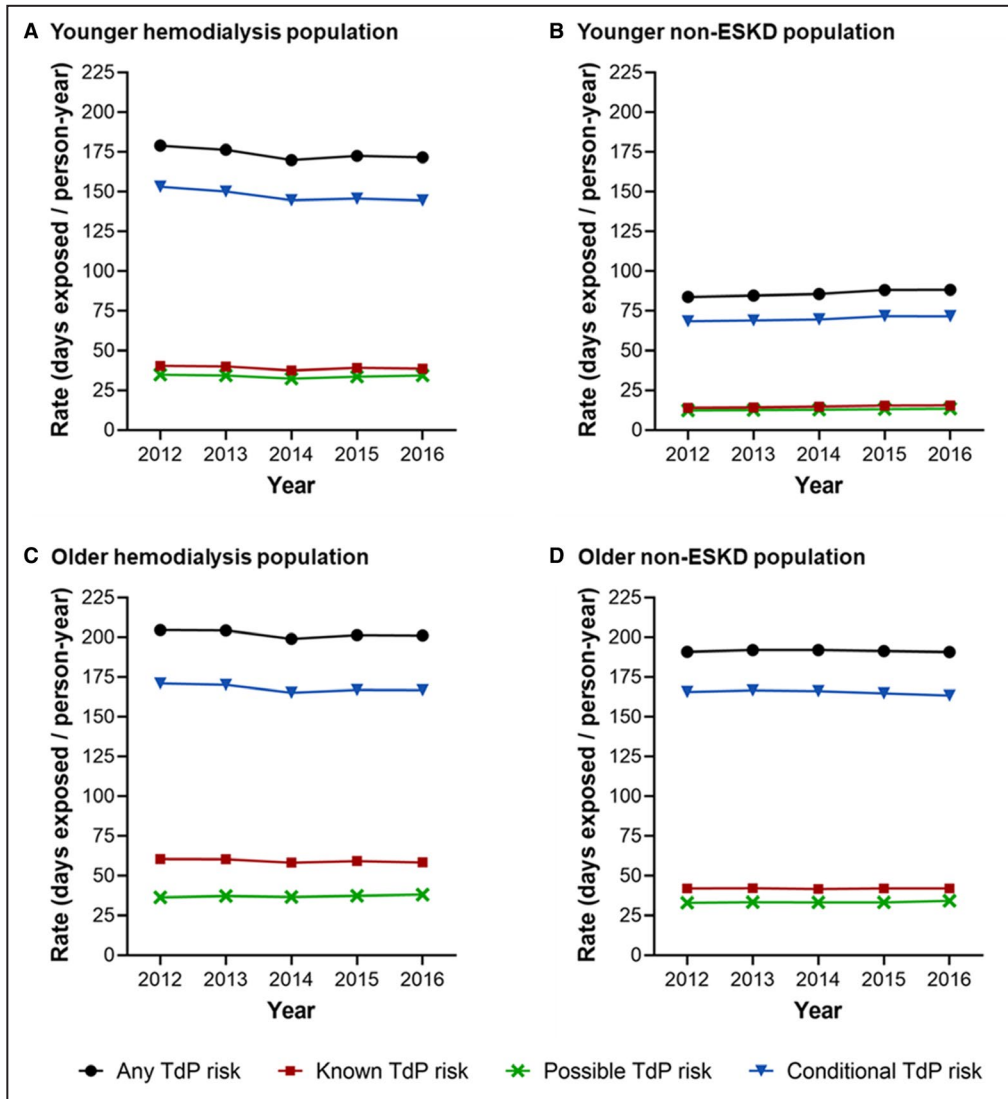 A Younger hemodialysis population
Rate (days exposed / person-year)
225
200
175
150
125
100
75
50
25
0
2012 2013 2014 2015 2016
Year
B Younger non-ESKD population
Rate (days exposed / person-year)
225
200
175
150
125
100
75
50
25
0
2012 2013 2014 2015 2016
Year
C Older hemodialysis population
Rate (days exposed / person-year)
225
200
175
150
125
100
75
50
25
0
2012 2013 2014 2015 2016
Year
D Older non-ESKD population
Rate (days exposed / person-year)
225
200
175
150
125
100
75
50
25
0
2012 2013 2014 2015 2016
Year
Any TdP risk Known TdP risk Possible TdP risk Conditional TdP risk